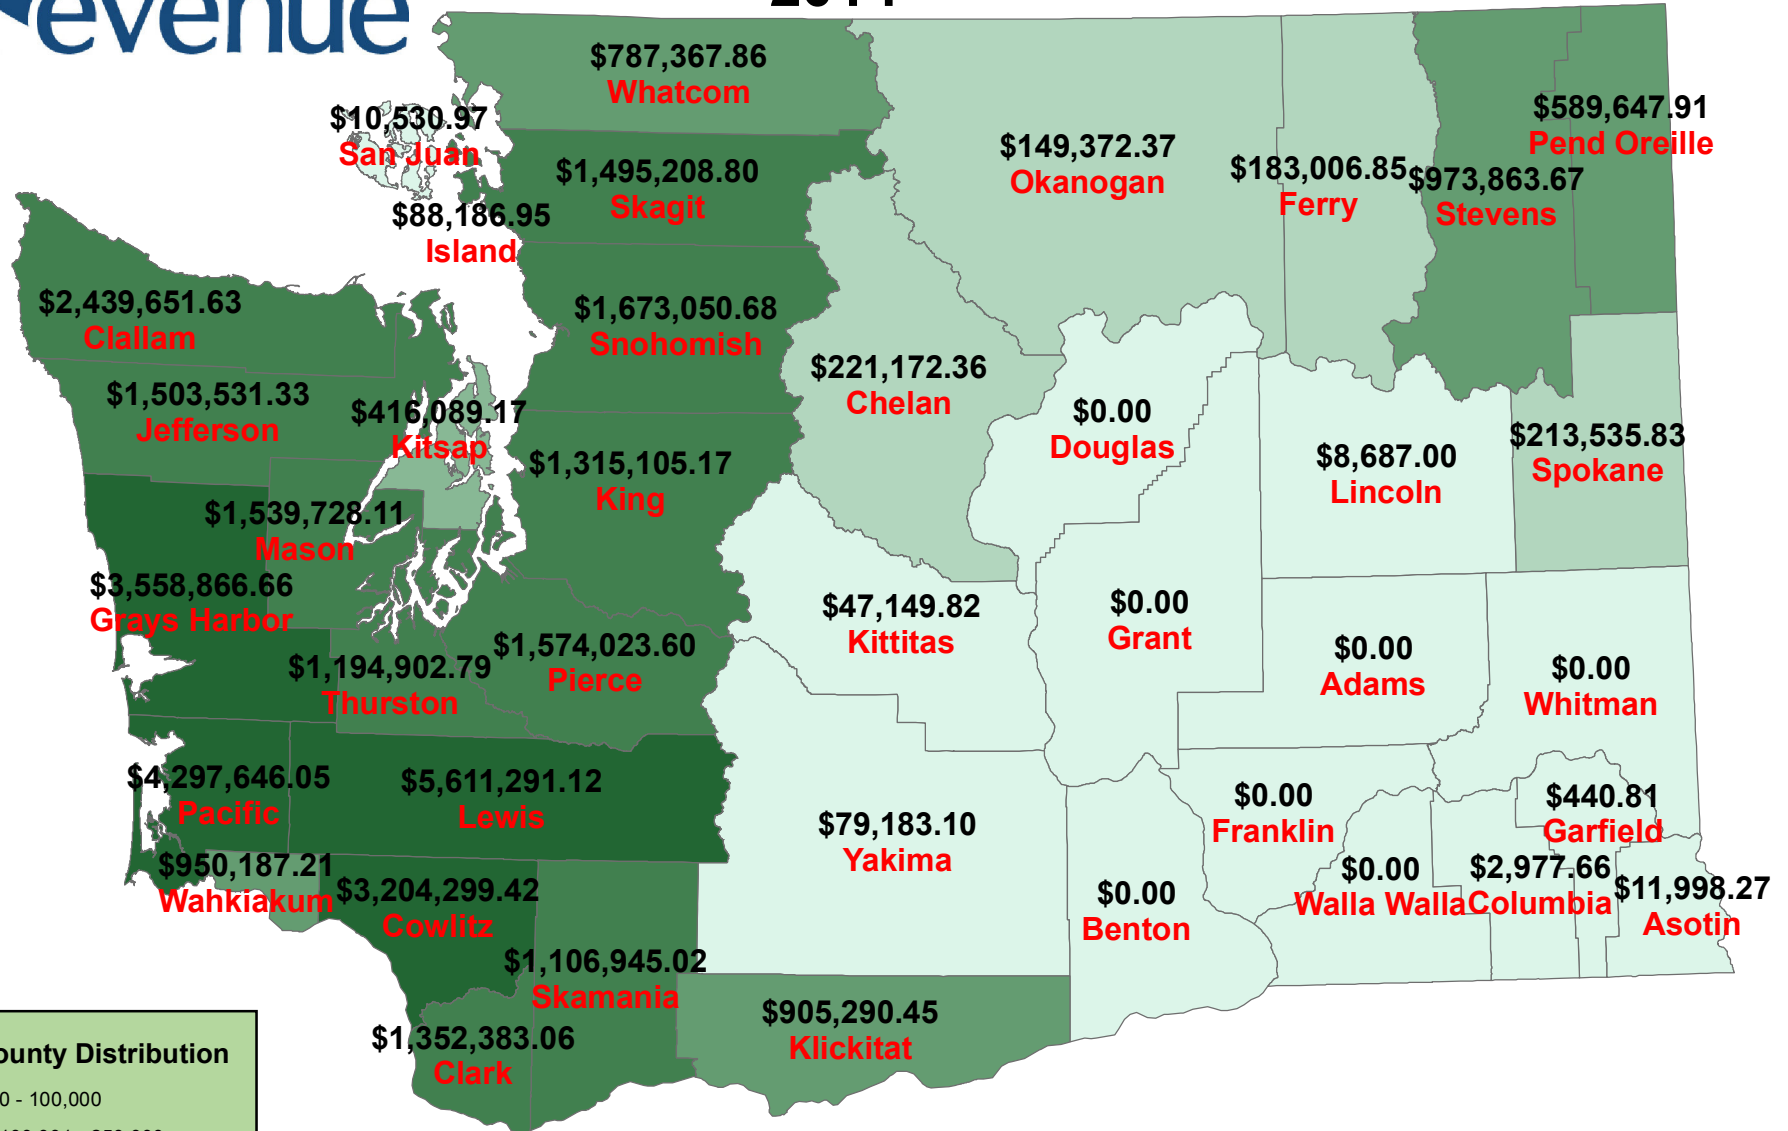 evenue
$787,367.86
Whatcom
$10,530.97
San Juan
$1,495,208.80
Skagit
$88,186.95
Island
$149,372.37
Okanogan
$183,006.85
Ferry
$973,863.67
Stevens
$589,647.91
Pend Oreille
$2,439,651.63
Clallam
$1,673,050.68
Snohomish
$221,172.36
Chelan
$1,503,531.33
Jefferson
$416,089.17
Kitsap
$1,315,105.17
King
$0.00
Douglas
$8,687.00
Lincoln
$213,535.83
Spokane
$1,539,728.11
Mason
$3,558,866.66
Grays Harbor
$47,149.82
Kittitas
$0.00
Grant
$0.00
Adams
$0.00
Whitman
$1,194,902.79
Thurston
$1,574,023.60
Pierce
$4,297,646.05
Pacific
$5,611,291.12
Lewis
$79,183.10
Yakima
$0.00
Franklin
$440.81
Garfield
$950,187.21
Wahkiakum
$3,204,299.42
Cowlitz
$0.00
Benton
$0.00
Walla Walla
$2,977.66
Columbia
$11,998.27
Asotin
$1,106,945.02
Skamania
$1,352,383.06
Clark
$905,290.45
Klickitat
ounty Distribution
0 - 100,000